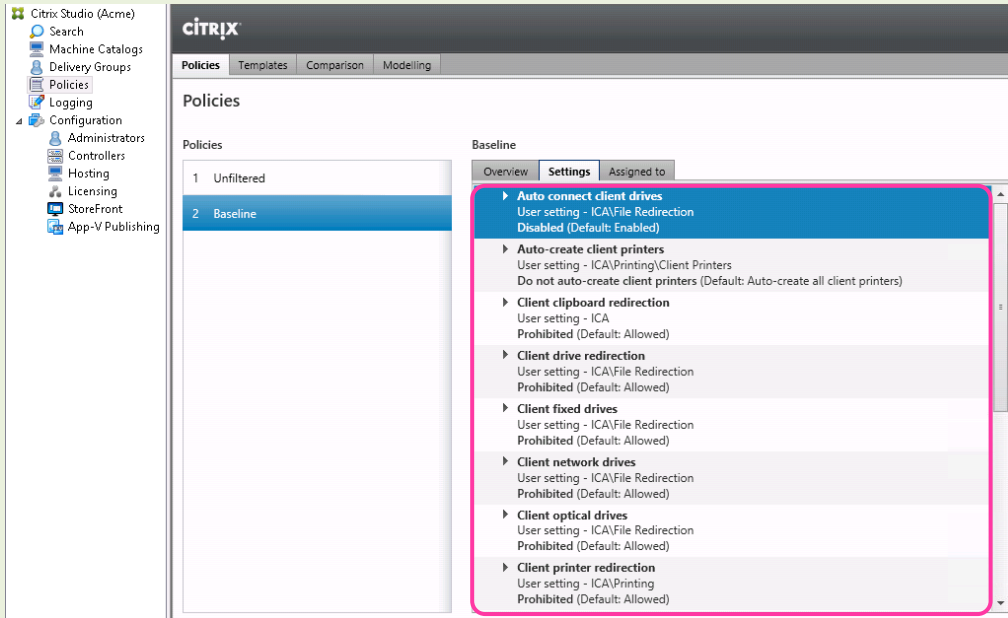 Citrix Studio (Acme)
Search
Machine Catalogs
Delivery Groups
Policies
Logging
Configuration
Administrators
Controllers
Hosting
Licensing
StoreFront
App-V Publishing
CITRIX
Policies Templates Comparison Modelling
Policies
Policies
1 Unfiltered
2 Baseline
Baseline
Overview Settings Assigned to
Auto connect client drives
User setting - ICA\File Redirection
Disabled (Default: Enabled)
Auto-create client printers
User setting - ICA\Printing\Client Printers
Do not auto-create client printers (Default: Auto-create all client printers)
Client clipboard redirection
User setting - ICA
Prohibited (Default: Allowed)
Client drive redirection
User setting - ICA\File Redirection
Prohibited (Default: Allowed)
Client fixed drives
User setting - ICA\File Redirection
Prohibited (Default: Allowed)
Client network drives
User setting - ICA\File Redirection
Prohibited (Default: Allowed)
Client optical drives
User setting - ICA\File Redirection
Prohibited (Default: Allowed)
Client printer redirection
User setting - ICA\Printing
Prohibited (Default: Allowed)